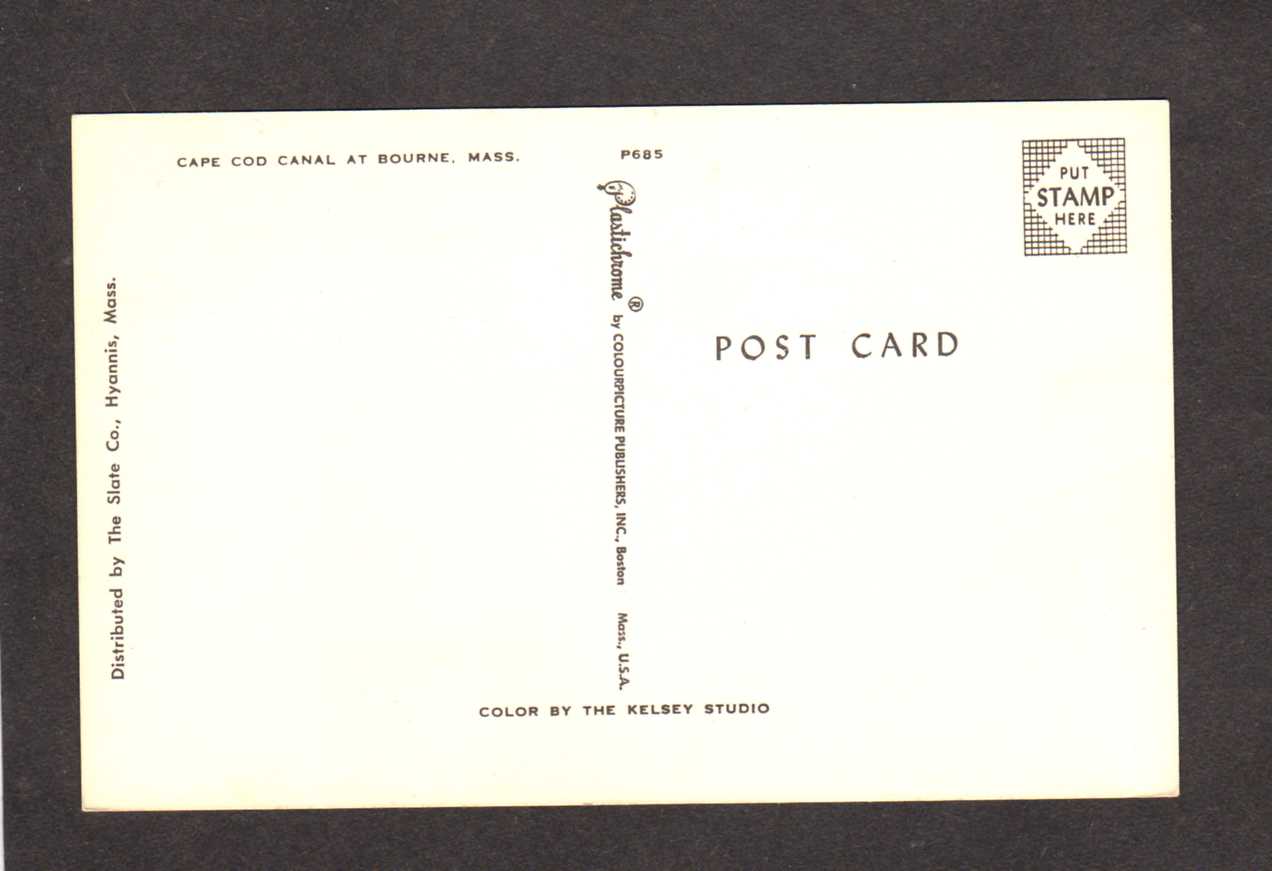 CAPE COD CANAL AT BOURNE, MASS.
P685
PUT
STAMP
HERE
Distributed by The Slate Co., Hyannis, Mass.
Plastichrome ® by COLOURPICTURE PUBLISHERS, INC., Boston Mass., U.S.A.
POST CARD
COLOR BY THE KELSEY STUDIO